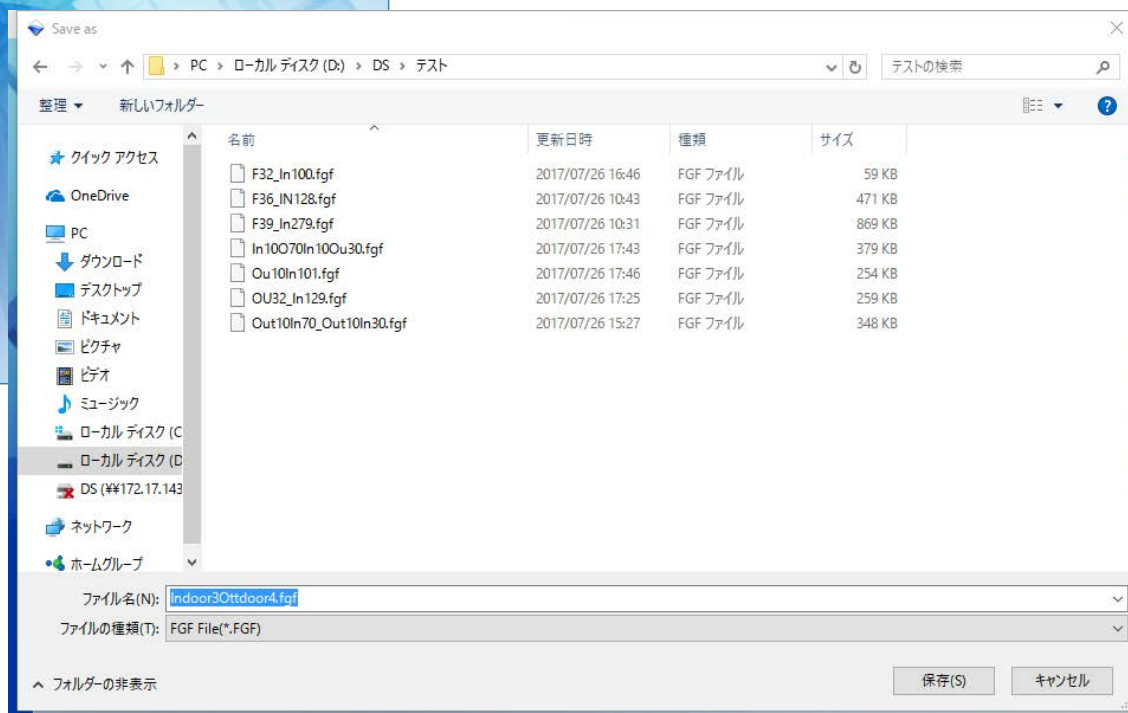 Save as
PC › ローカル ディスク (D:) › DS › テスト
テストの検索
整理
新しいフォルダー
名前 更新日時 種類 サイズ
F32_In100.fgf 2017/07/26 16:46 FGF ファイル 59 KB
F36_IN128.fgf 2017/07/26 10:43 FGF ファイル 471 KB
F39_In279.fgf 2017/07/26 10:31 FGF ファイル 869 KB
In10O70In10Ou30.fgf 2017/07/26 17:43 FGF ファイル 379 KB
Ou10In101.fgf 2017/07/26 17:46 FGF ファイル 254 KB
OU32_In129.fgf 2017/07/26 17:25 FGF ファイル 259 KB
Out10In70_Out10In30.fgf 2017/07/26 15:27 FGF ファイル 348 KB
クイック アクセス
OneDrive
PC
ダウンロード
デスクトップ
ドキュメント
ピクチャ
ビデオ
ミュージック
ローカル ディスク (C
ローカル ディスク (D
DS (¥¥172.17.143
ネットワーク
ホームグループ
ファイル名(N): Indoor3Ottdoor4.fgf
ファイルの種類(T): FGF File(*.FGF)
フォルダーの非表示
保存(S)
キャンセル